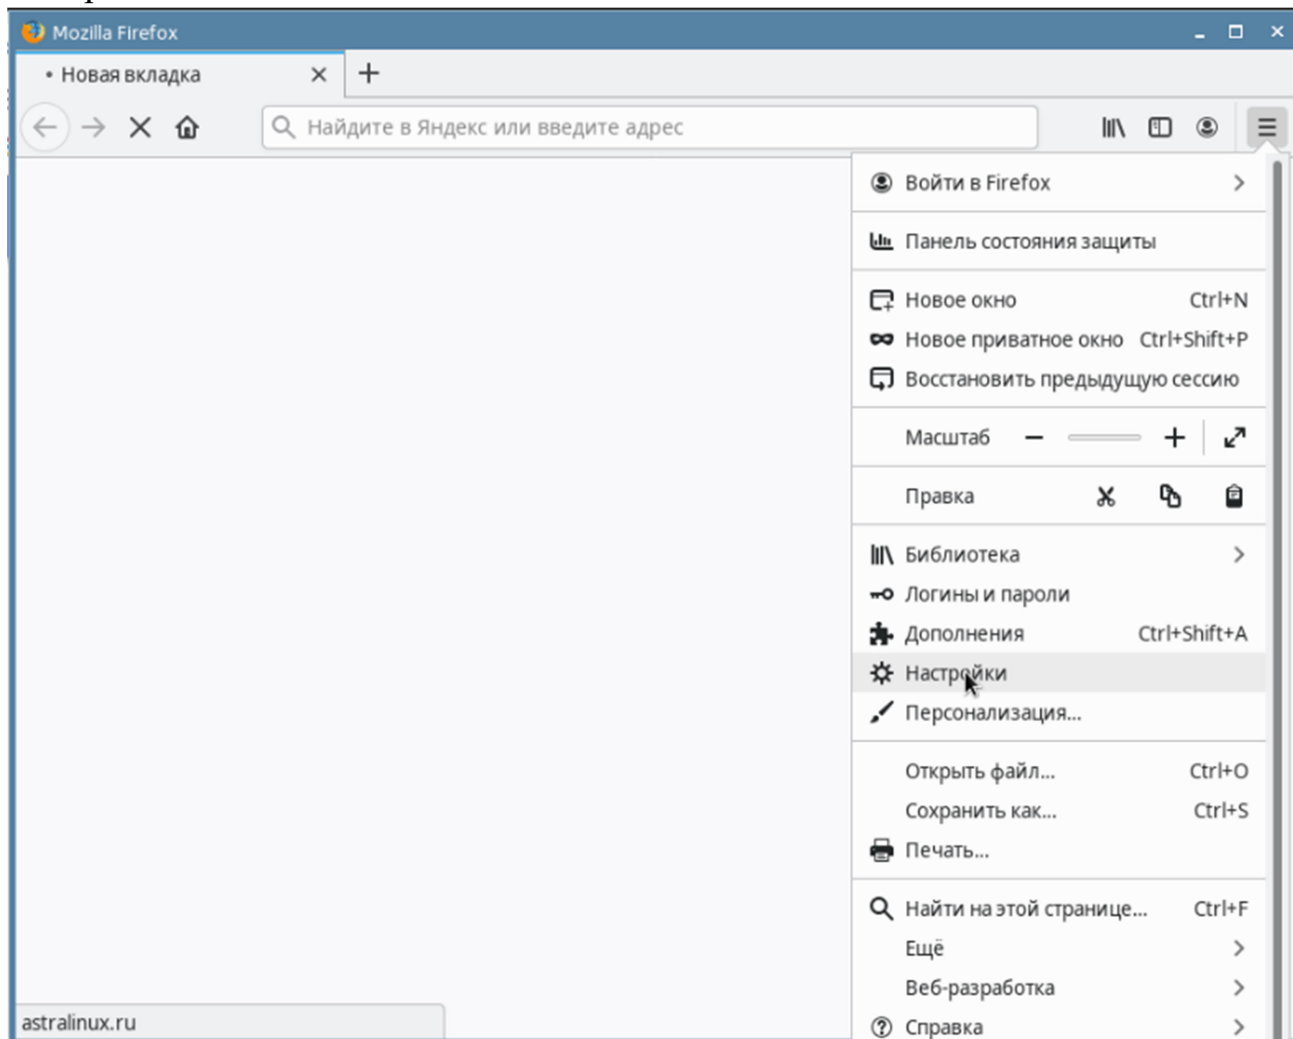 Mozilla Firefox
Новая вкладка
Найдите в Яндекс или введите адрес
Войти в Firefox
Панель состояния защиты
Новое окно Ctrl+N
Новое приватное окно Ctrl+Shift+P
Восстановить предыдущую сессию
Масштаб
Правка
Библиотека
Логины и пароли
Дополнения Ctrl+Shift+A
Настройки
Персонализация...
Открыть файл... Ctrl+O
Сохранить как... Ctrl+S
Печать...
Найти на этой странице... Ctrl+F
Ещё
Веб-разработка
Справка
astralinux.ru